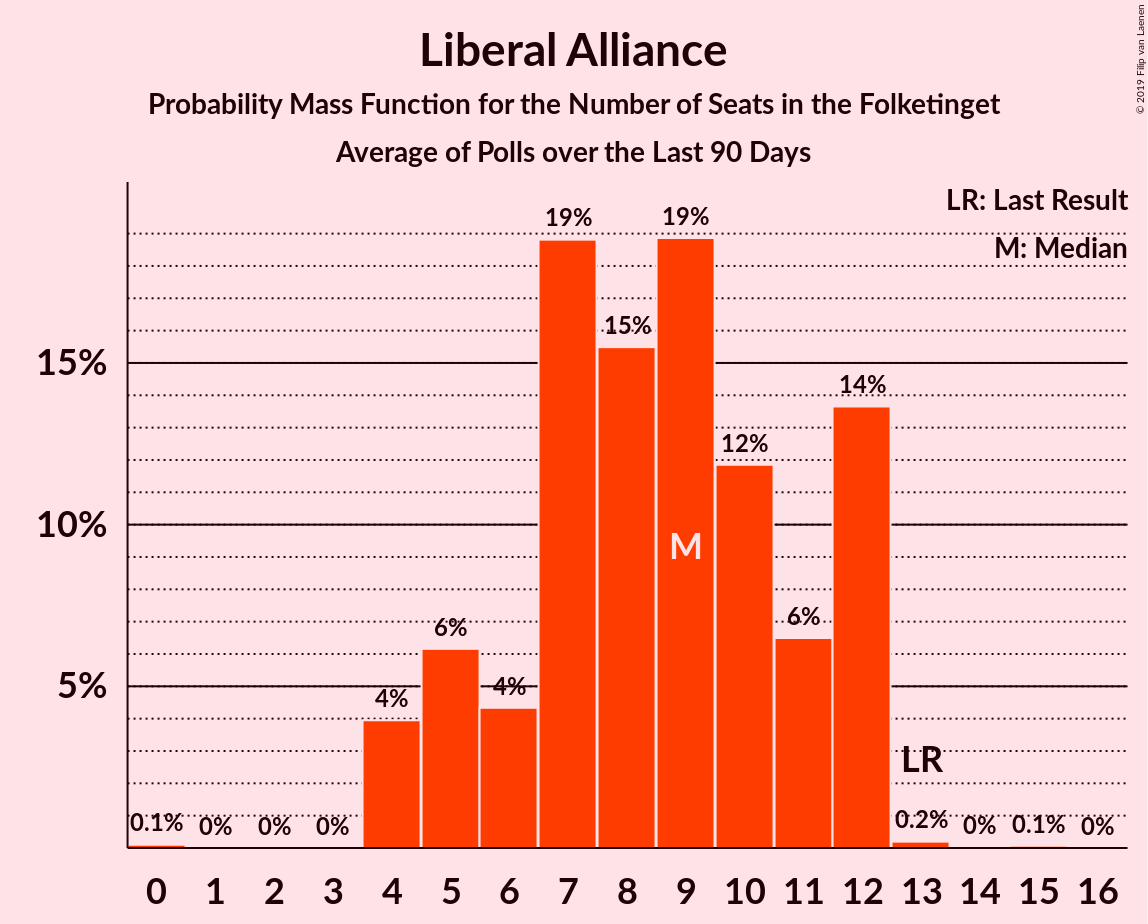 Liberal Alliance
Probability Mass Function for the Number of Seats in the Folketinget
Average of Polls over the Last 90 Days
© 2019 Filip van Laenen
LR: Last Result
M: Median
15%
10%
5%
0.1%
0%
0%
0%
4%
6%
4%
19%
15%
19%
12%
6%
14%
0.2%
0%
0.1%
0%
M
LR
0 1 2 3 4 5 6 7 8 9 10 11 12 13 14 15 16